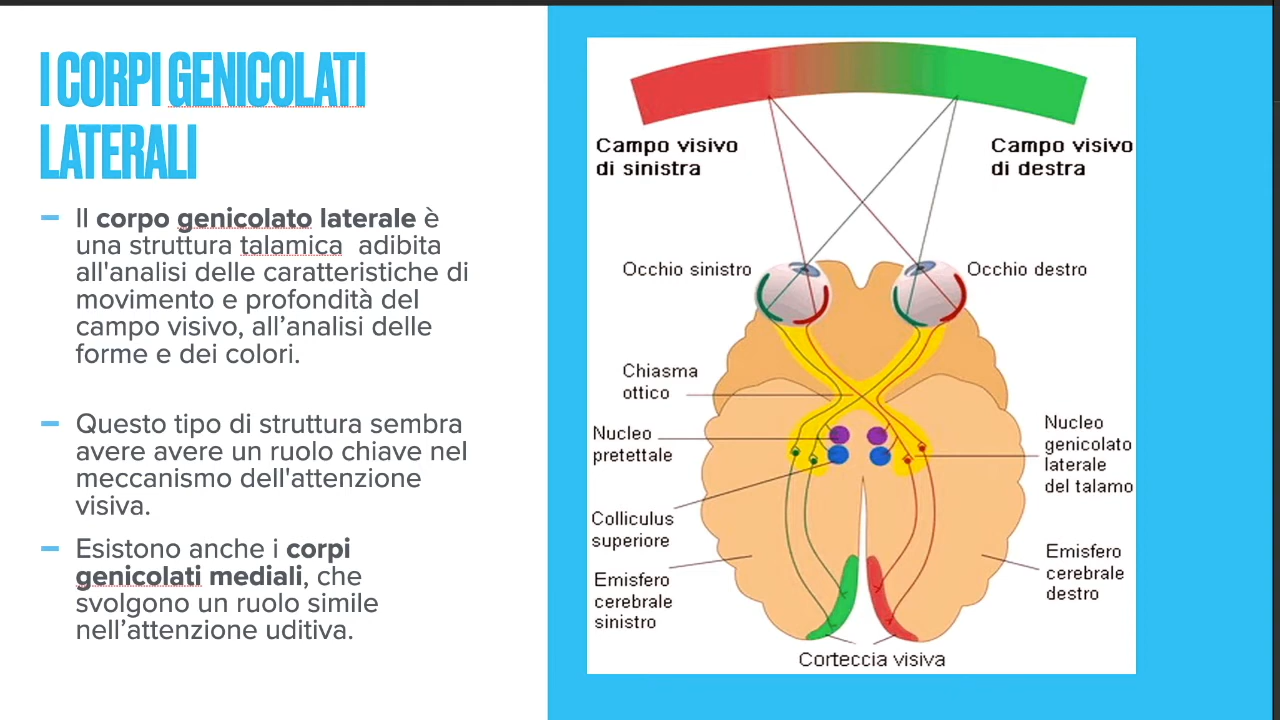 I CORPI GENICOLATI
LATERALI
– Il corpo genicolato laterale è
una struttura talamica adibita
all'analisi delle caratteristiche di
movimento e profondità del
campo visivo, all’analisi delle
forme e dei colori.
– Questo tipo di struttura sembra
avere avere un ruolo chiave nel
meccanismo dell'attenzione
visiva.
– Esistono anche i corpi
genicolati mediali, che
svolgono un ruolo simile
nell’attenzione uditiva.
Campo visivo
di sinistra
Campo visivo
di destra
Occhio sinistro
Occhio destro
Chiasma
ottico
Nucleo
pretettale
Nucleo
genicolato
laterale
del talamo
Colliculus
superiore
Emisfero
cerebrale
sinistro
Emisfero
cerebrale
destro
Corteccia visiva